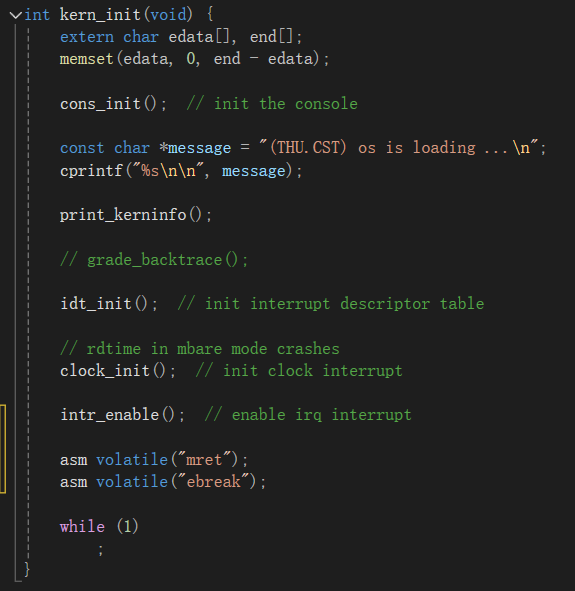 int kern_init(void) {
    extern char edata[], end[];
    memset(edata, 0, end - edata);

    cons_init();  // init the console

    const char *message = "(THU.CST) os is loading ...\n";
    cprintf("%s\n\n", message);

    print_kerninfo();

    // grade_backtrace();

    idt_init();  // init interrupt descriptor table

    // rdtime in mbare mode crashes
    clock_init();  // init clock interrupt

    intr_enable();  // enable irq interrupt

    asm volatile("mret");
    asm volatile("ebreak");

    while (1)
        ;
}